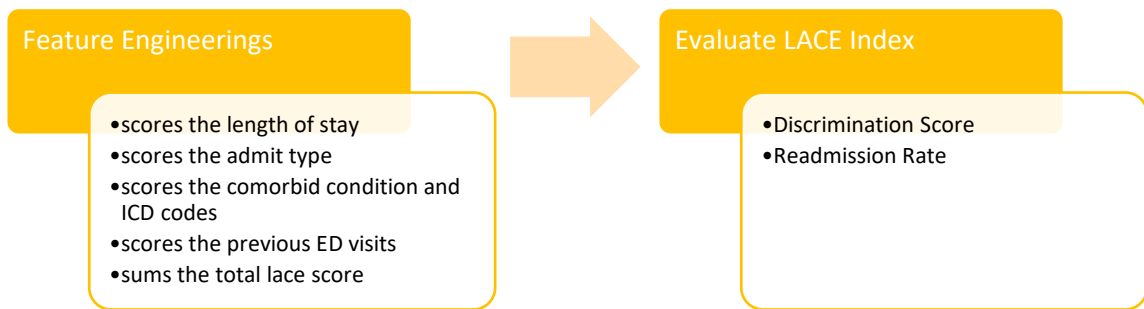 Feature Engineerings
•scores the length of stay
•scores the admit type
•scores the comorbid condition and
ICD codes
•scores the previous ED visits
•sums the total lace score
Evaluate LACE Index
•Discrimination Score
•Readmission Rate